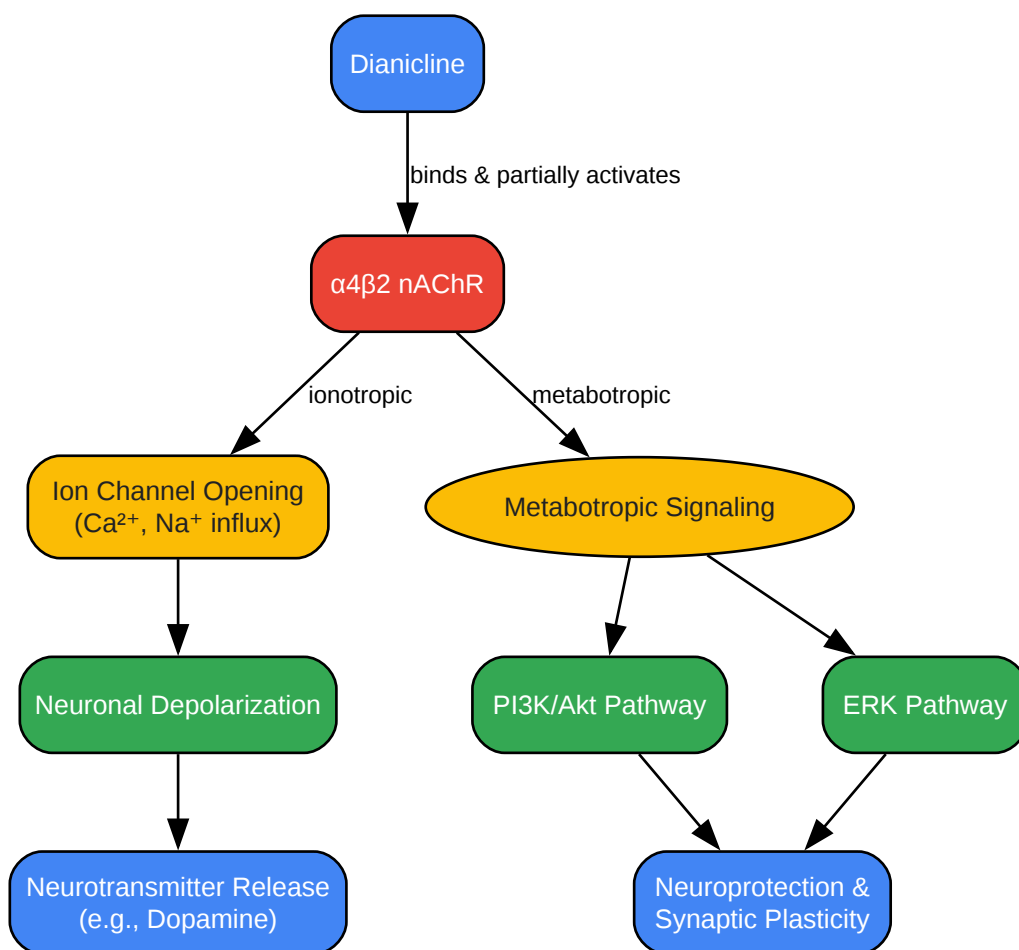 Dianicline
binds & partially activates
α4β2 nAChR
ionotropic
metabotropic
Ion Channel Opening
(Ca²⁺, Na⁺ influx)
Metabotropic Signaling
Neuronal Depolarization
PI3K/Akt Pathway
ERK Pathway
Neurotransmitter Release
(e.g., Dopamine)
Neuroprotection &
Synaptic Plasticity